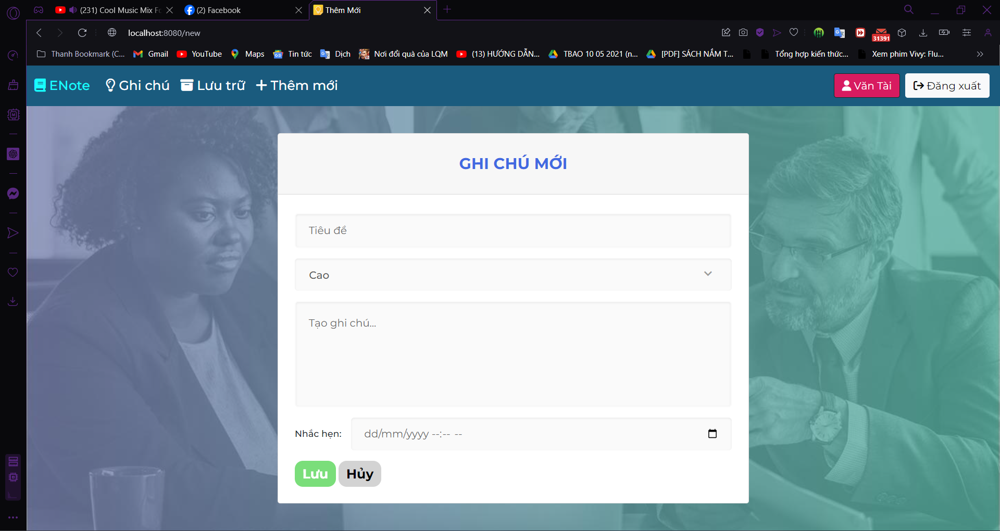 (231) Cool Music Mix Fo
(2) Facebook
Thêm Mới
localhost:8080/new
31391
Thanh Bookmark (C...
Gmail
YouTube
Maps
Tin tức
Dịch
Nơi đổi quà của LQM
(13) HƯỚNG DẪN...
TBAO 10 05 2021 (n...
[PDF] SÁCH NẮM T...
Tổng hợp kiến thức...
Xem phim Vivy: Flu...
ENote
Ghi chú
Lưu trữ
Thêm mới
Văn Tài
Đăng xuất
GHI CHÚ MỚI
Tiêu đề
Cao
Tạo ghi chú...
Nhắc hẹn:
dd/mm/yyyy --:-- --
Lưu
Hủy